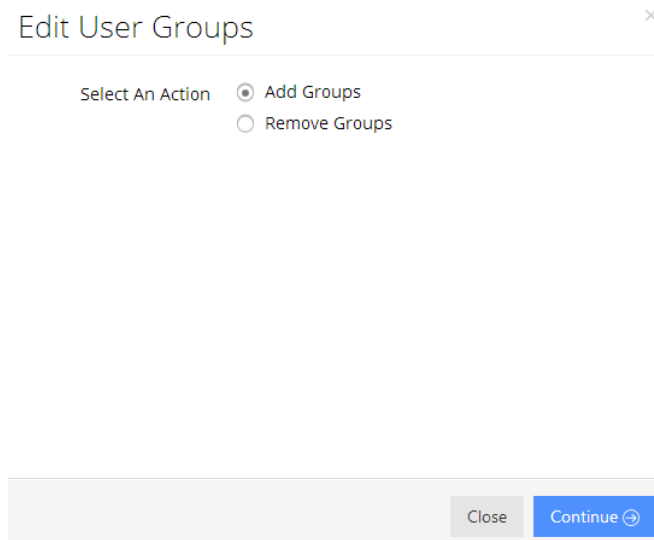 Edit User Groups
Select An Action
Add Groups
Remove Groups
Close
Continue